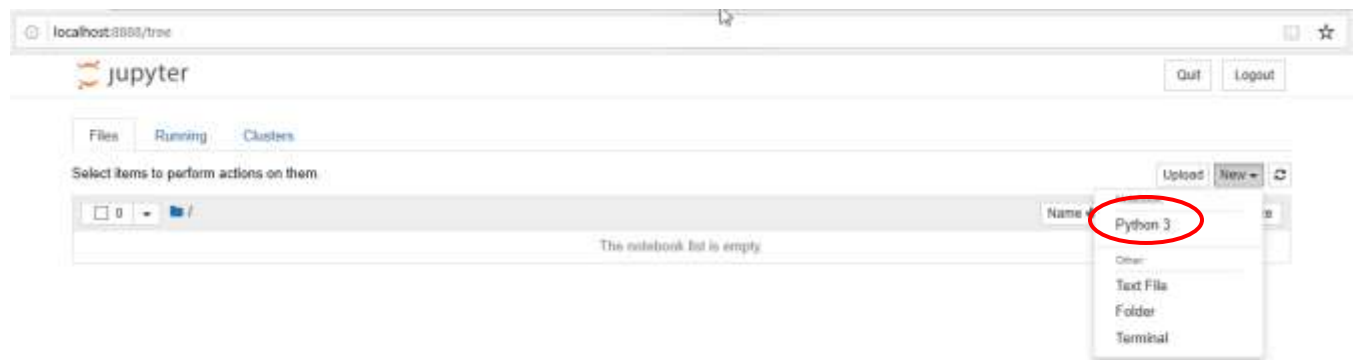 localhost:8888/tree
jupyter
Quit Logout
Files Running Clusters
Select items to perform actions on them
Upload New
0 /
Name
The notebook list is empty
Python 3
Other
Text File
Folder
Terminal